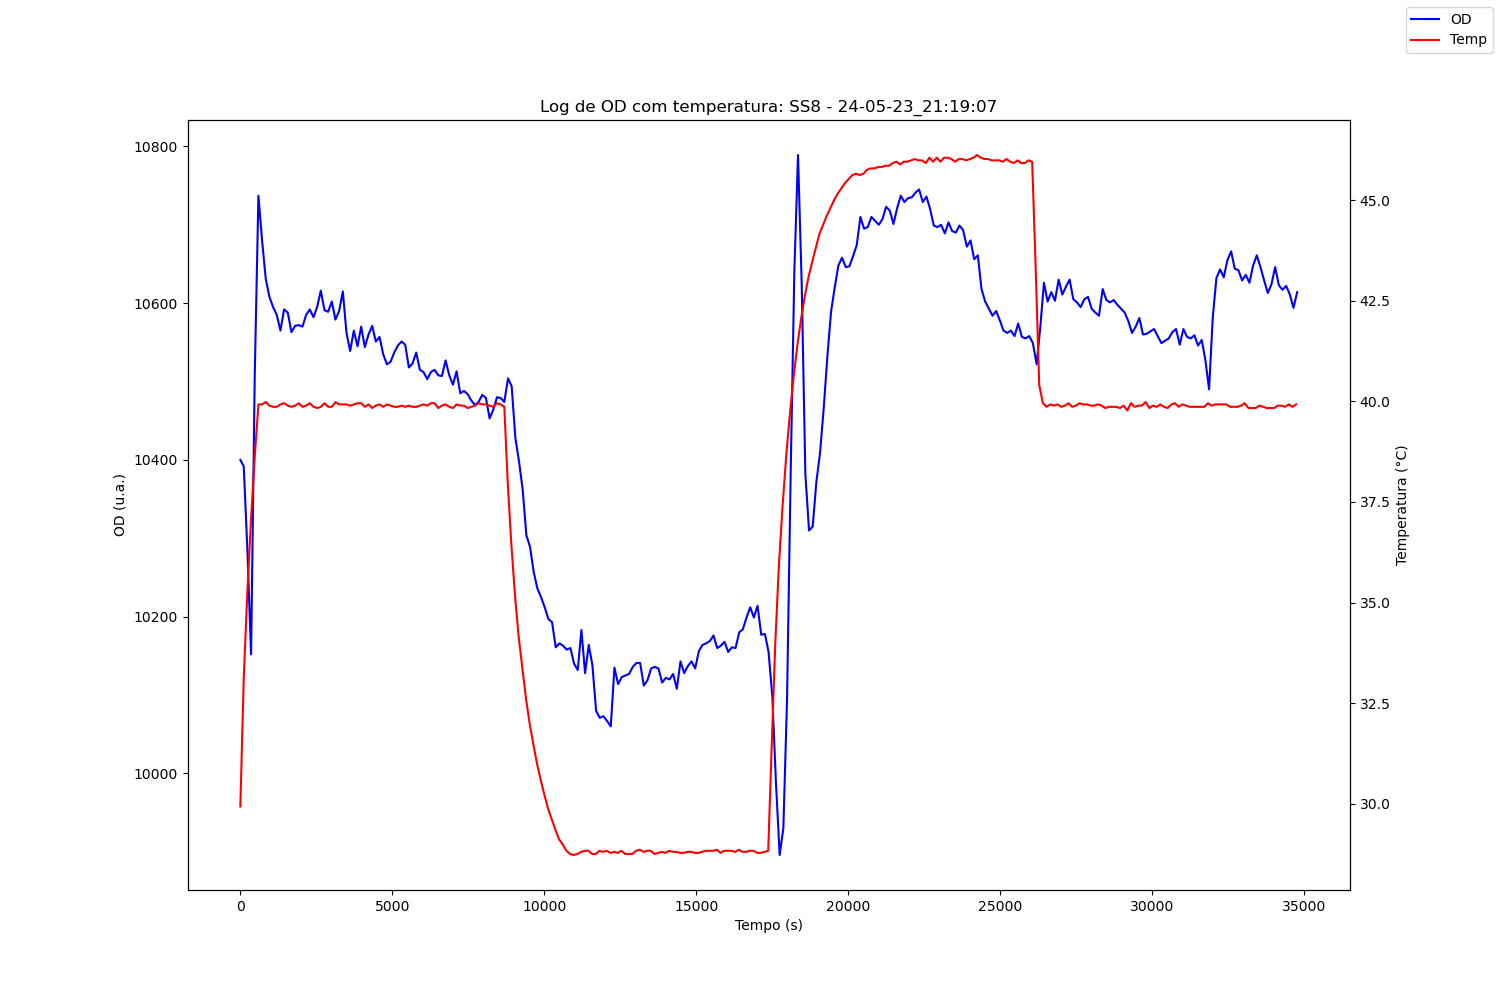 OD
Temp
Log de OD com temperatura: SS8 - 24-05-23_21:19:07
10800
10600
10400
10200
10000
OD (u.a.)
45.0
42.5
40.0
37.5
35.0
32.5
30.0
Temperatura (°C)
0 5000 10000 15000 20000 25000 30000 35000
Tempo (s)